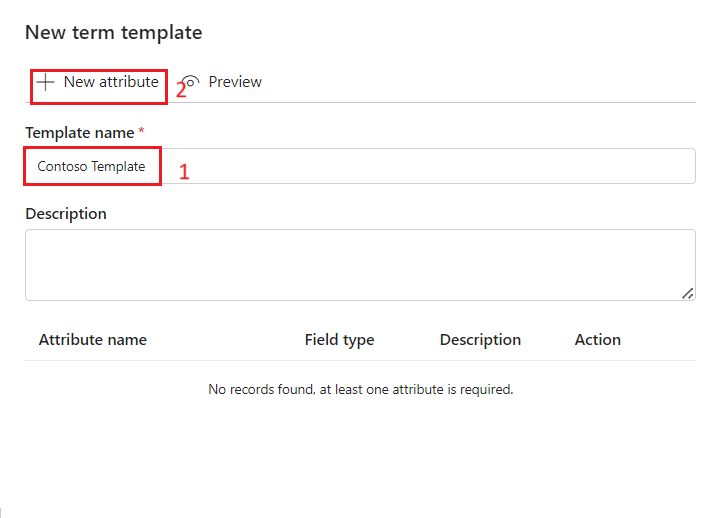 New term template
New attribute 2 Preview
Template name *
Contoso Template 1
Description
Attribute name Field type Description Action
No records found, at least one attribute is required.